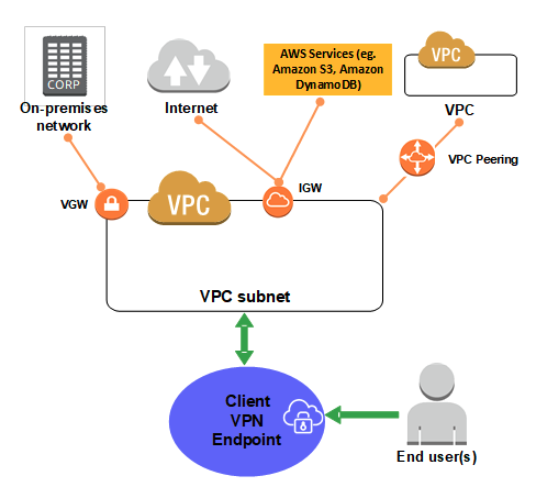 CORP
On-premises
network
Internet
AWS Services (eg.
Amazon S3, Amazon
DynamoDB)
VPC
VPC
VPC Peering
VGW
VPC
IGW
VPC subnet
Client
VPN
Endpoint
End user(s)